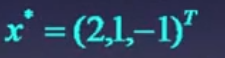 x* = (2,1,−1)ᵀ